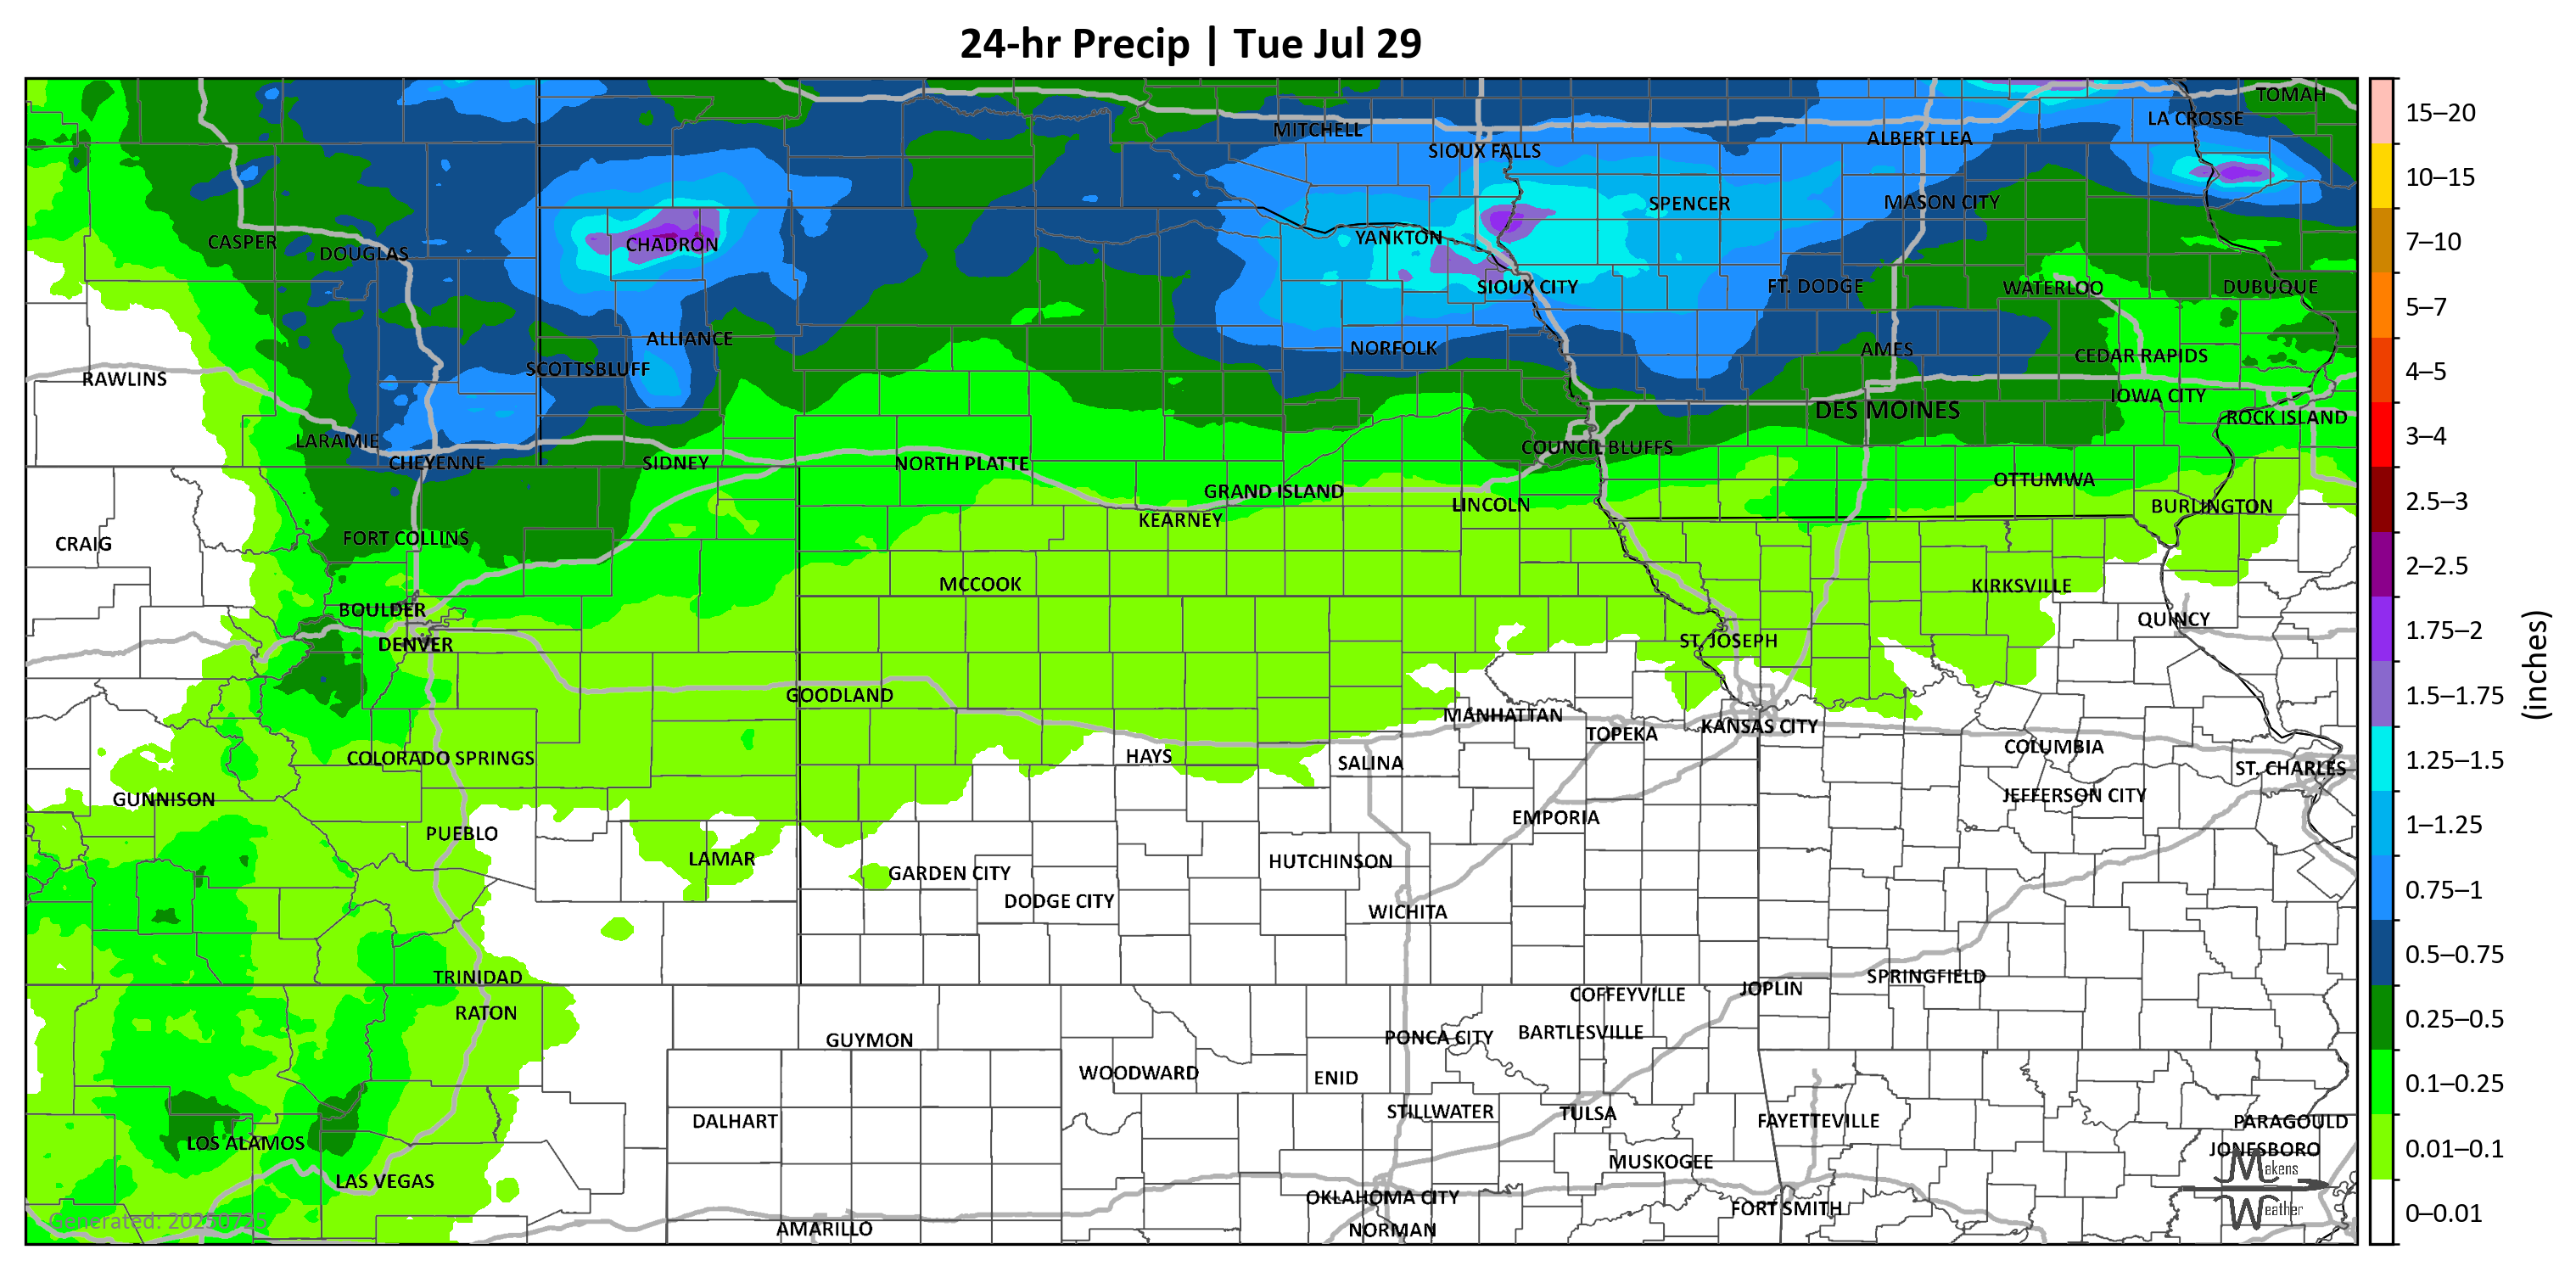 24-hr Precip | Tue Jul 29
TOMAH
LA CROSSE
MITCHELL
ALBERT LEA
SIOUX FALLS
SPENCER
MASON CITY
YANKTON
CASPER
CHADRON
DOUGLAS
SIOUX CITY
FT. DODGE
WATERLOO
DUBUQUE
ALLIANCE
NORFOLK
AMES
CEDAR RAPIDS
SCOTTSBLUFF
RAWLINS
IOWA CITY
DES MOINES
ROCK ISLAND
LARAMIE
COUNCIL BLUFFS
CHEYENNE
SIDNEY
NORTH PLATTE
OTTUMWA
GRAND ISLAND
LINCOLN
BURLINGTON
KEARNEY
FORT COLLINS
CRAIG
MCCOOK
KIRKSVILLE
BOULDER
QUINCY
DENVER
ST. JOSEPH
GOODLAND
MANHATTAN
KANSAS CITY
TOPEKA
COLUMBIA
COLORADO SPRINGS
HAYS
SALINA
ST. CHARLES
GUNNISON
JEFFERSON CITY
EMPORIA
PUEBLO
LAMAR
HUTCHINSON
GARDEN CITY
DODGE CITY
WICHITA
TRINIDAD
SPRINGFIELD
JOPLIN
COFFEYVILLE
RATON
BARTLESVILLE
PONCA CITY
GUYMON
WOODWARD
ENID
STILLWATER
TULSA
DALHART
FAYETTEVILLE
PARAGOULD
LOS ALAMOS
JONESBORO
MUSKOGEE
LAS VEGAS
OKLAHOMA CITY
FORT SMITH
AMARILLO
NORMAN
Generated: 20250725
Makens
Weather
15–20
10–15
7–10
5–7
4–5
3–4
2.5–3
2–2.5
1.75–2
1.5–1.75
1.25–1.5
1–1.25
0.75–1
0.5–0.75
0.25–0.5
0.1–0.25
0.01–0.1
0–0.01
(inches)